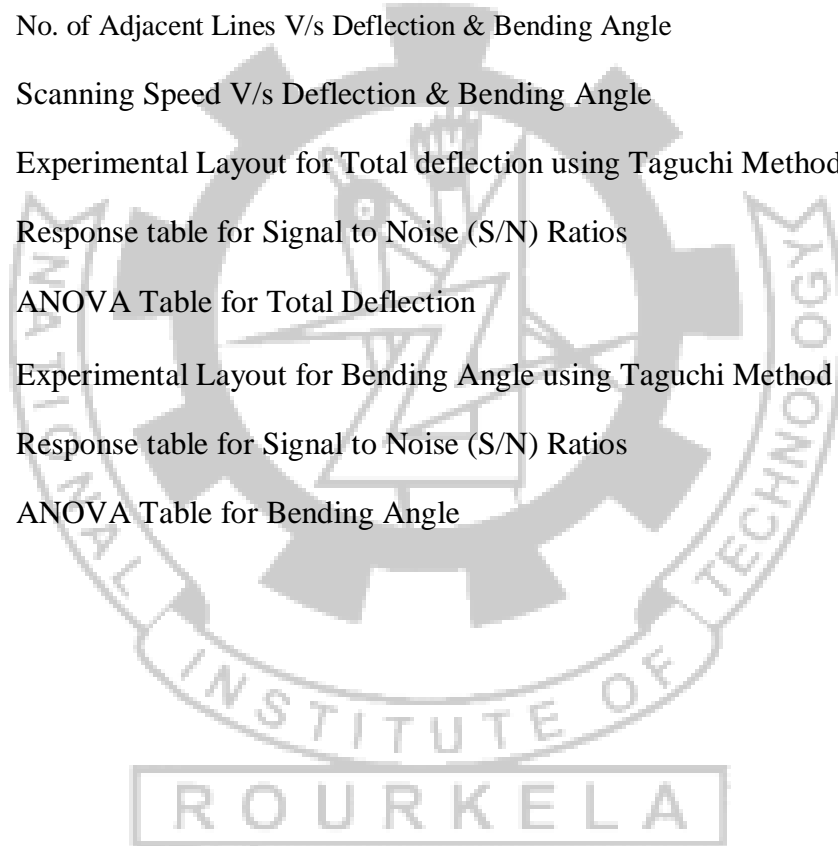 No. of Adjacent Lines V/s Deflection & Bending Angle
Scanning Speed V/s Deflection & Bending Angle
Experimental Layout for Total deflection using Taguchi Method
Response table for Signal to Noise (S/N) Ratios
ANOVA Table for Total Deflection
Experimental Layout for Bending Angle using Taguchi Method
Response table for Signal to Noise (S/N) Ratios
ANOVA Table for Bending Angle
NATIONAL INSTITUTE OF TECHNOLOGY
ROURKELA